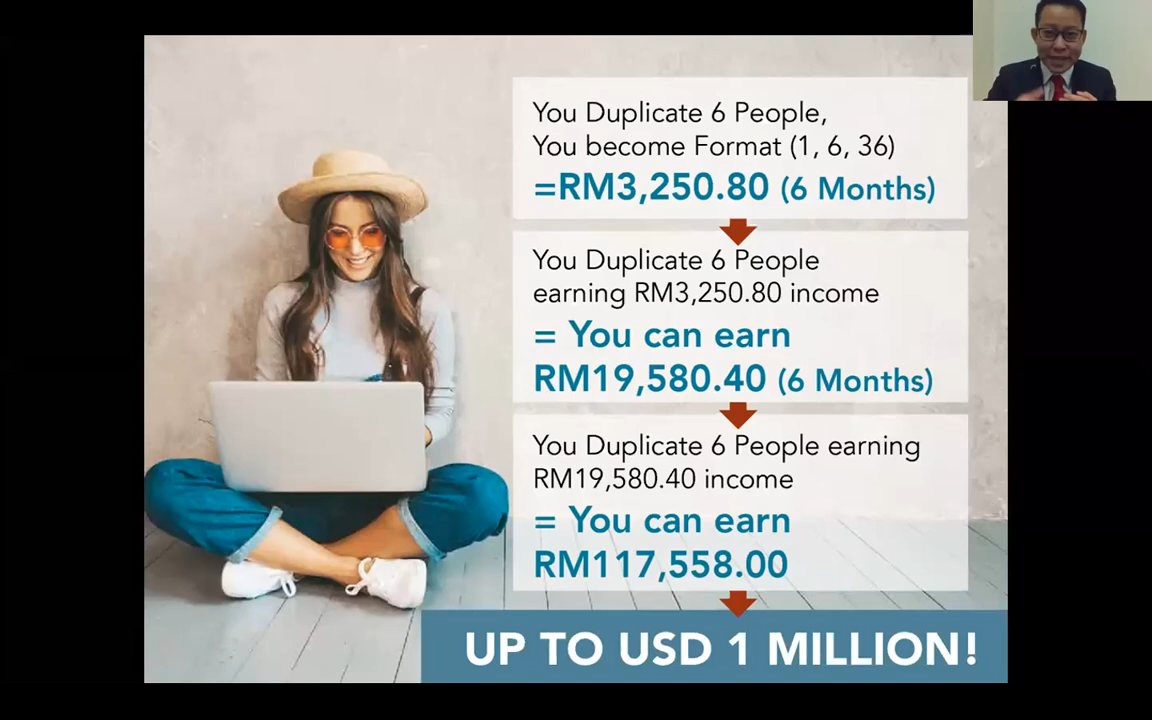 You Duplicate 6 People,
You become Format (1, 6, 36)
=RM3,250.80 (6 Months)
You Duplicate 6 People
earning RM3,250.80 income
= You can earn
RM19,580.40 (6 Months)
You Duplicate 6 People earning
RM19,580.40 income
= You can earn
RM117,558.00
UP TO USD 1 MILLION!